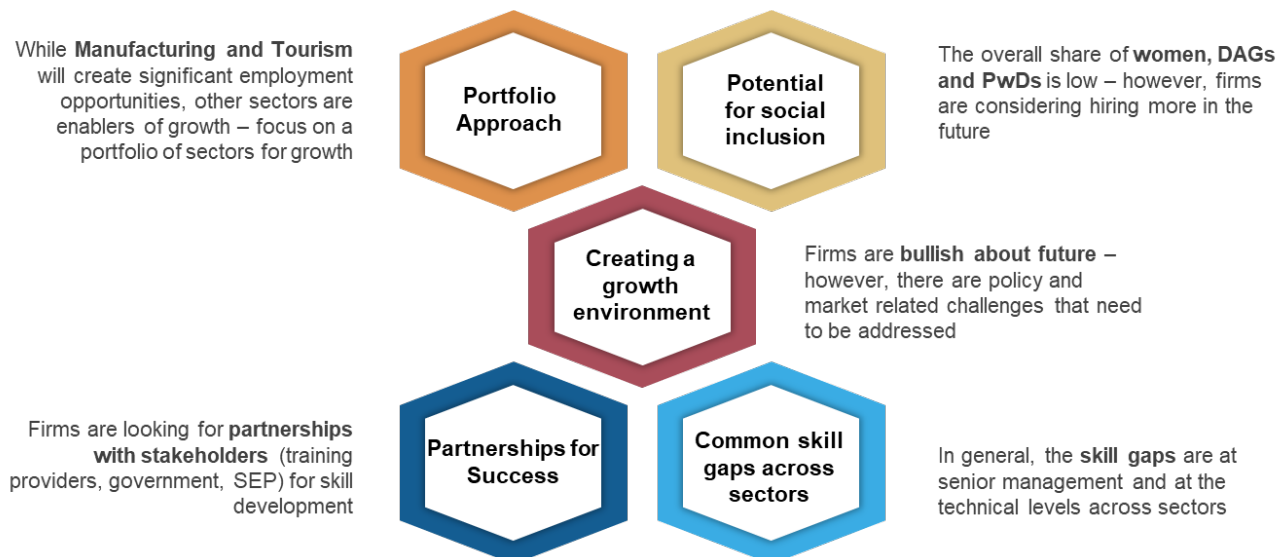 While Manufacturing and Tourism
will create significant employment
opportunities, other sectors are
enablers of growth – focus on a
portfolio of sectors for growth
Portfolio
Approach
Potential
for social
inclusion
The overall share of women, DAGs
and PwDs is low – however, firms
are considering hiring more in the
future
Creating a
growth
environment
Firms are bullish about future –
however, there are policy and
market related challenges that need
to be addressed
Firms are looking for partnerships
with stakeholders (training
providers, government, SEP) for skill
development
Partnerships for
Success
Common skill
gaps across
sectors
In general, the skill gaps are at
senior management and at the
technical levels across sectors